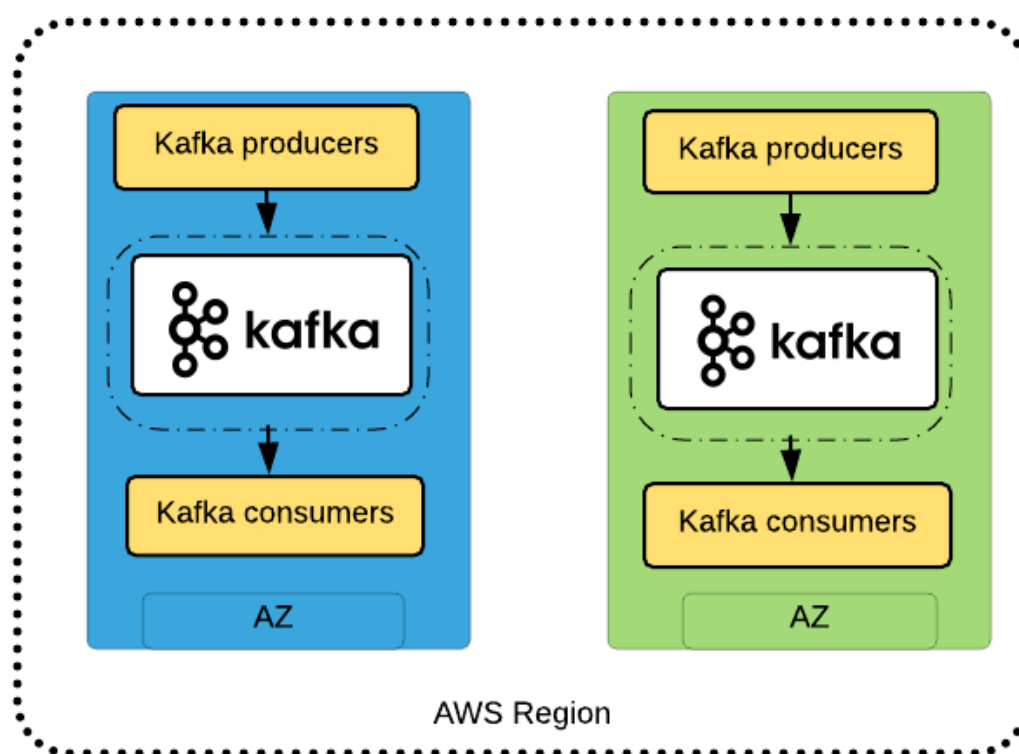 Kafka producers
kafka
Kafka consumers
AZ
Kafka producers
kafka
Kafka consumers
AZ
AWS Region